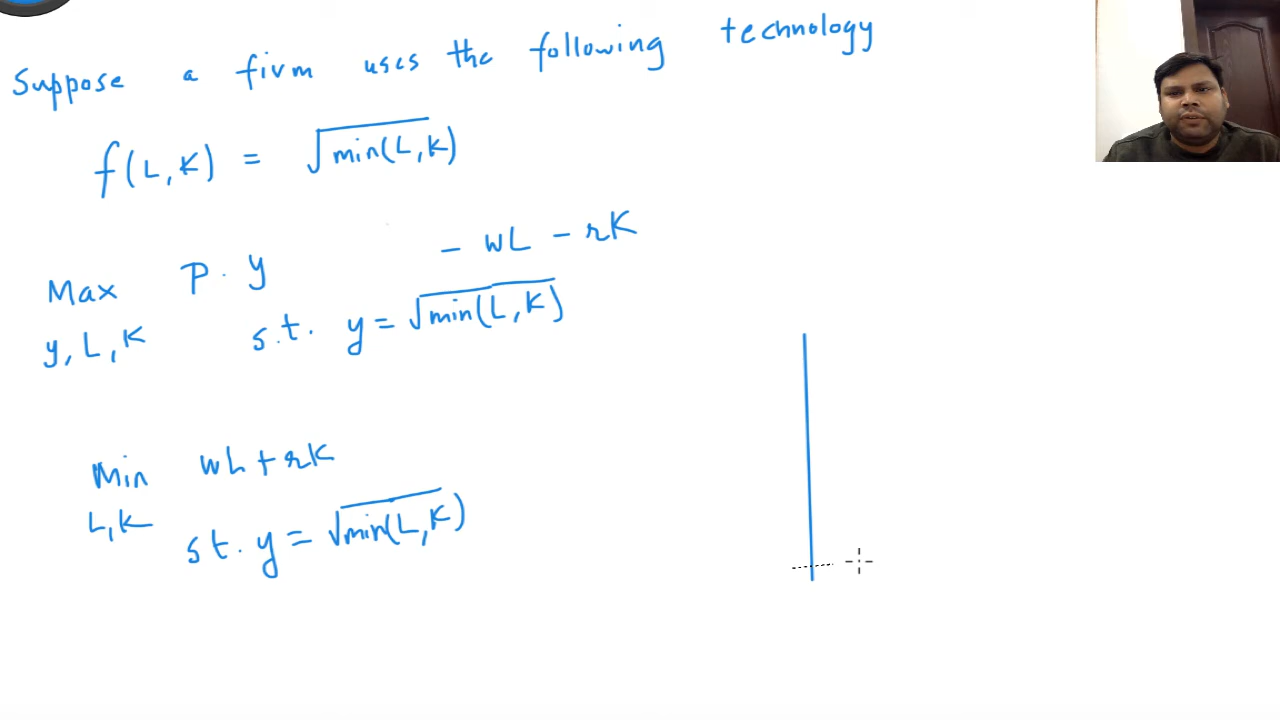 Suppose a firm uses the following technology
f(L,K) = √min(L,K)
Max P. y - wL - rK
y, L, K s.t. y = √min(L,K)
Min wL + rK
L,K s.t. y = √min(L,K)